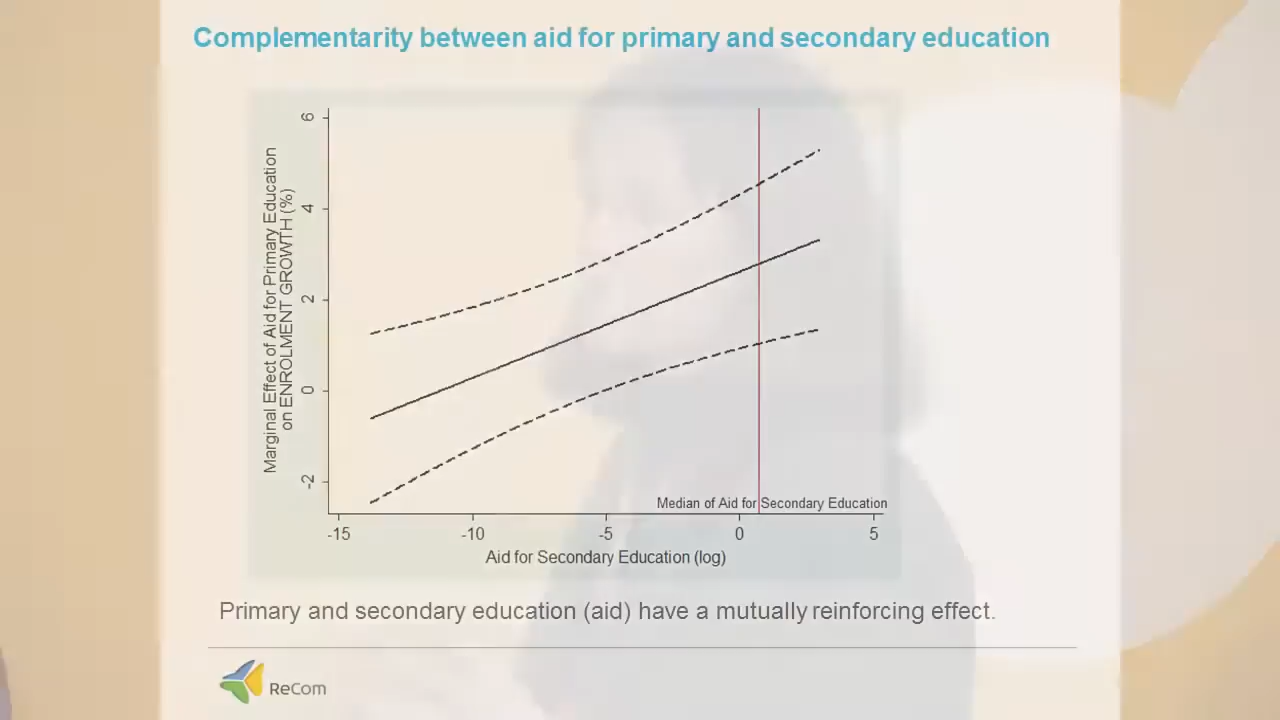 Complementarity between aid for primary and secondary education
Marginal Effect of Aid for Primary Education
on ENROLMENT GROWTH (%)
6
4
2
0
-2
Median of Aid for Secondary Education
-15 -10 -5 0 5
Aid for Secondary Education (log)
Primary and secondary education (aid) have a mutually reinforcing effect.
ReCom